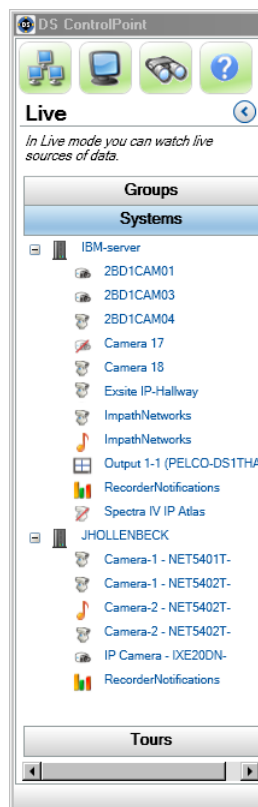 DS ControlPoint
Live
In Live mode you can watch live
sources of data.
Groups
Systems
IBM-server
2BD1CAM01
2BD1CAM03
2BD1CAM04
Camera 17
Camera 18
Exsite IP-Hallway
ImpathNetworks
ImpathNetworks
Output 1-1 (PELCO-DS1THA
RecorderNotifications
Spectra IV IP Atlas
JHOLLENBECK
Camera-1 - NET5401T-
Camera-1 - NET5402T-
Camera-2 - NET5402T-
Camera-2 - NET5402T-
IP Camera - IXE20DN-
RecorderNotifications
Tours